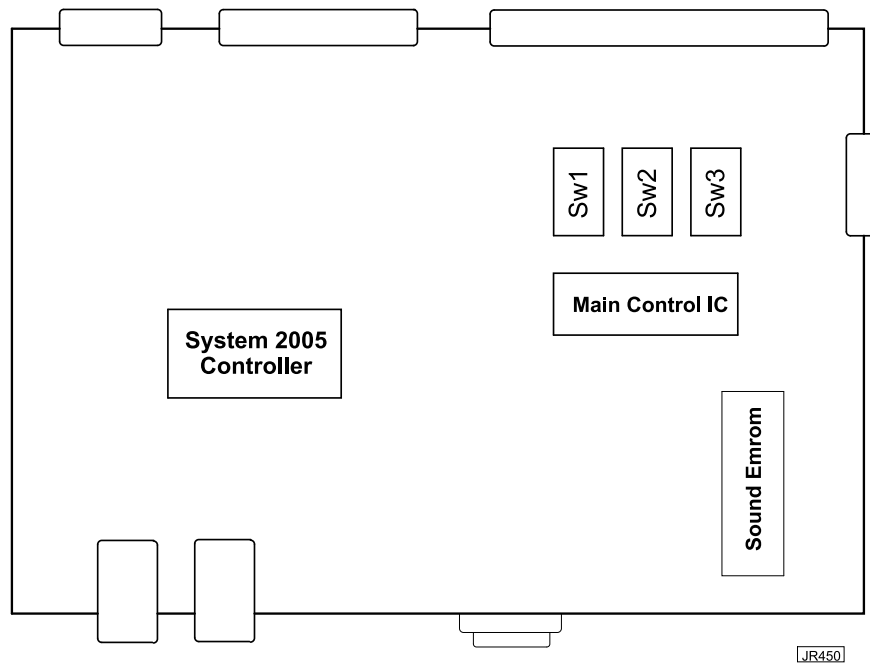 Sw1
Sw2
Sw3
Main Control IC
System 2005
Controller
Sound Emrom
JR450